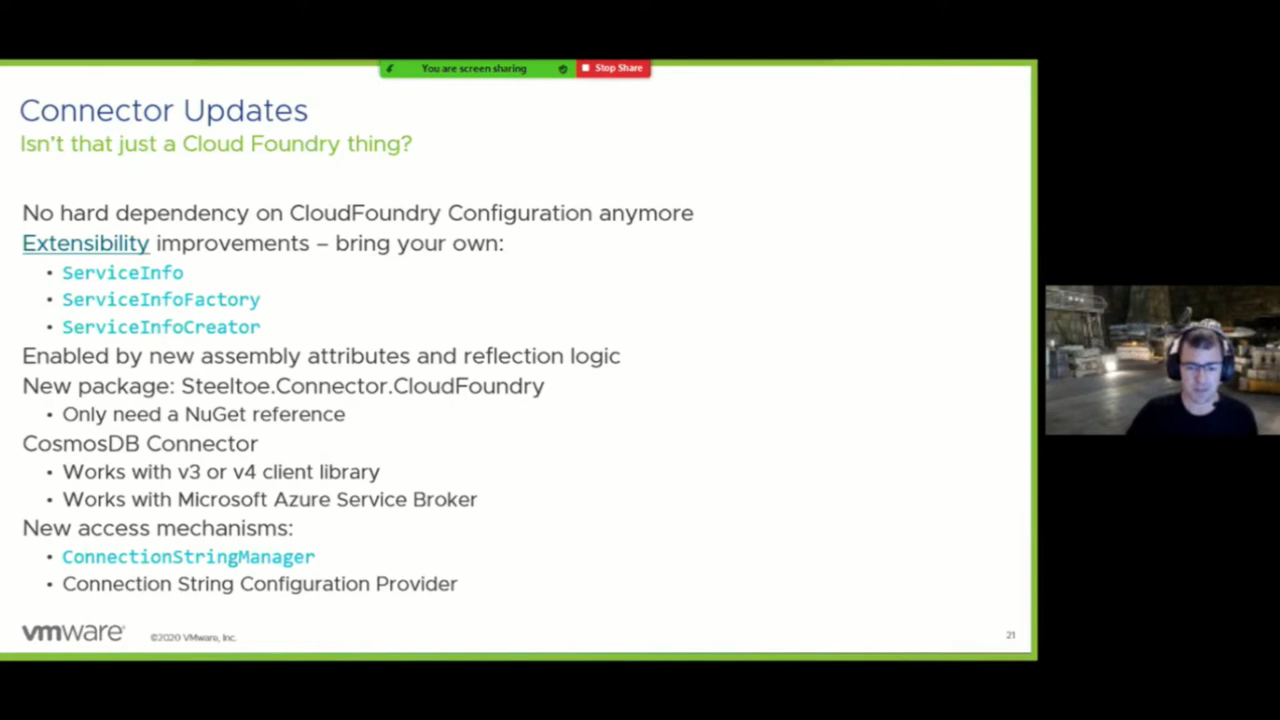 You are screen sharing
Stop Share
Connector Updates
Isn't that just a Cloud Foundry thing?
No hard dependency on CloudFoundry Configuration anymore
Extensibility improvements – bring your own:
• ServiceInfo
• ServiceInfoFactory
• ServiceInfoCreator
Enabled by new assembly attributes and reflection logic
New package: Steeltoe.Connector.CloudFoundry
• Only need a NuGet reference
CosmosDB Connector
• Works with v3 or v4 client library
• Works with Microsoft Azure Service Broker
New access mechanisms:
• ConnectionStringManager
• Connection String Configuration Provider
vmware®
©2020 VMware, Inc.
21